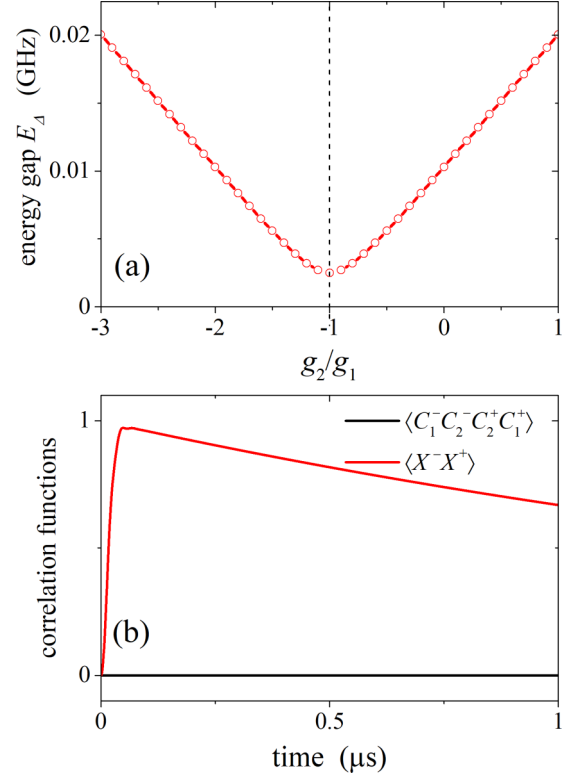 0.02
0.01
0
energy gap E_Δ (GHz)
(a)
-3 -2 -1 0 1
g₂/g₁
1
0
correlation functions
⟨C₁⁻C₂⁻C₂⁺C₁⁺⟩
⟨X⁻X⁺⟩
(b)
0 0.5 1
time (µs)